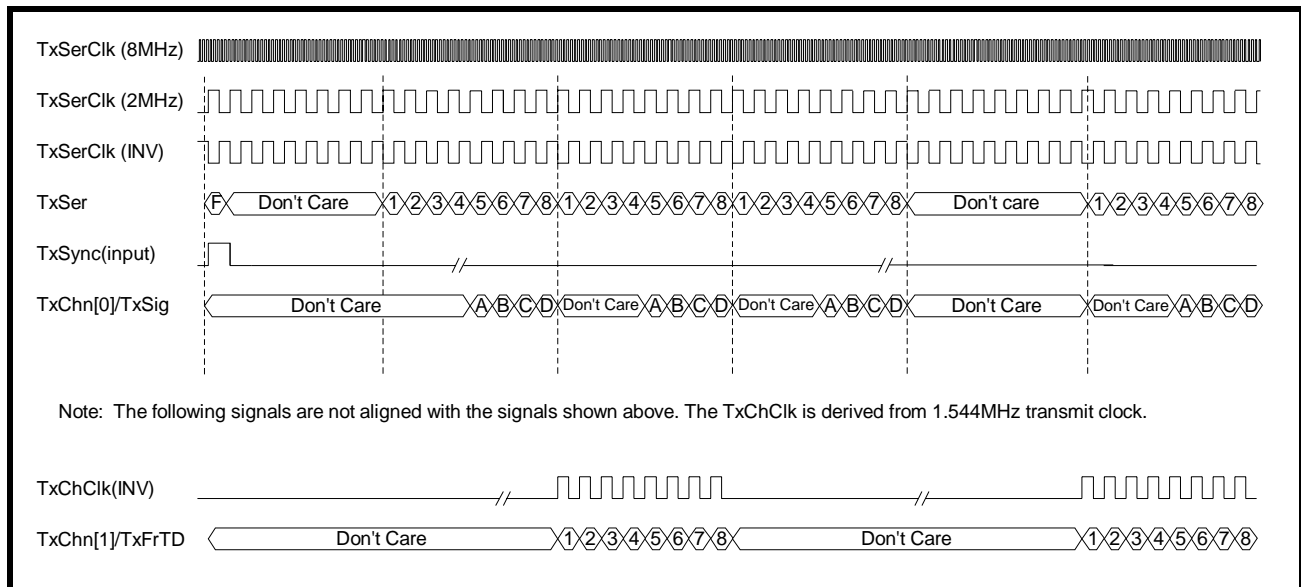 TxSerClk (8MHz)
TxSerClk (2MHz)
TxSerClk (INV)
TxSer F Don't Care 1 2 3 4 5 6 7 8 1 2 3 4 5 6 7 8 1 2 3 4 5 6 7 8 Don't care 1 2 3 4 5 6 7 8
TxSync(input)
TxChn[0]/TxSig Don't Care A B C D Don't Care A B C D Don't Care A B C D Don't Care Don't Care A B C D
Note: The following signals are not aligned with the signals shown above. The TxChClk is derived from 1.544MHz transmit clock.
TxChClk(INV)
TxChn[1]/TxFrTD Don't Care 1 2 3 4 5 6 7 8 Don't Care 1 2 3 4 5 6 7 8